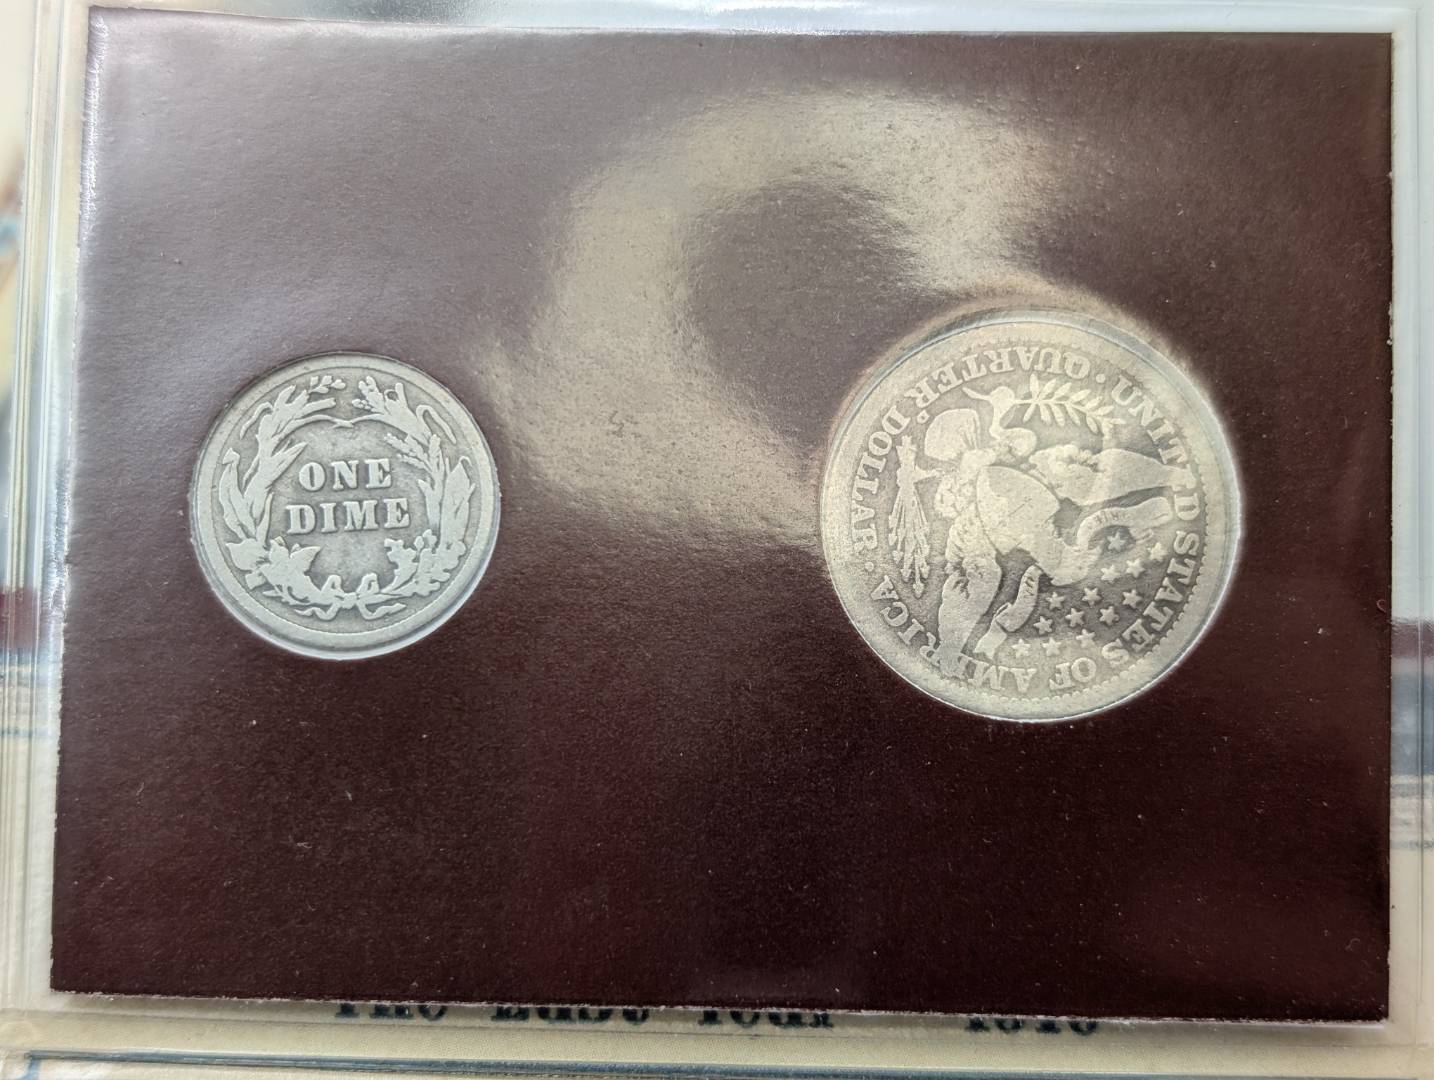 ONE
DIME
UNITED STATES OF AMERICA
· QUARTER DOLLAR ·